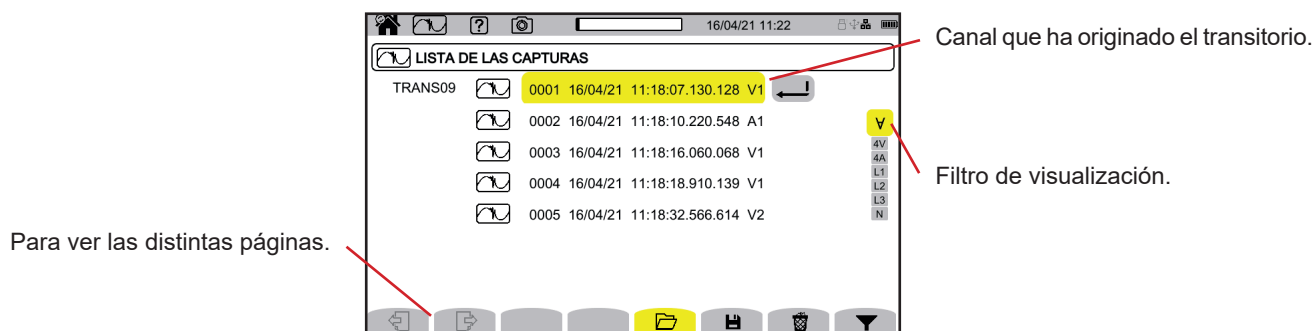 16/04/21 11:22
Canal que ha originado el transitorio.
LISTA DE LAS CAPTURAS
TRANS09 0001 16/04/21 11:18:07.130.128 V1
0002 16/04/21 11:18:10.220.548 A1
∀
4V
0003 16/04/21 11:18:16.060.068 V1
4A
L1
Filtro de visualización.
0004 16/04/21 11:18:18.910.139 V1
L2
L3
0005 16/04/21 11:18:32.566.614 V2
N
Para ver las distintas páginas.